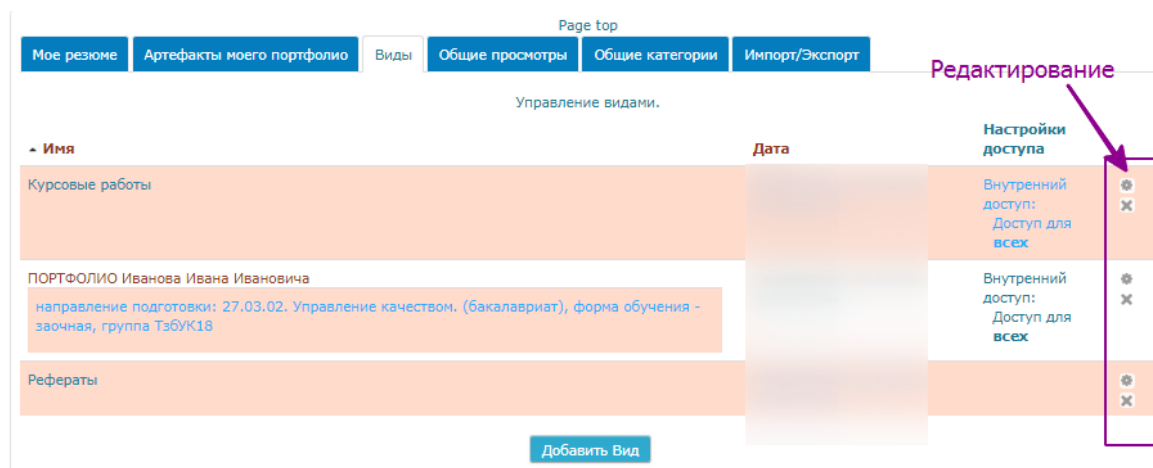 Page top
Мое резюме Артефакты моего портфолио Виды Общие просмотры Общие категории Импорт/Экспорт
Редактирование
Управление видами.
Имя Дата Настройки доступа
Курсовые работы
Внутренний
доступ:
Доступ для
всех
ПОРТФОЛИО Иванова Ивана Ивановича
направление подготовки: 27.03.02. Управление качеством. (бакалавриат), форма обучения -
заочная, группа ТзбУК18
Внутренний
доступ:
Доступ для
всех
Рефераты
Добавить Вид